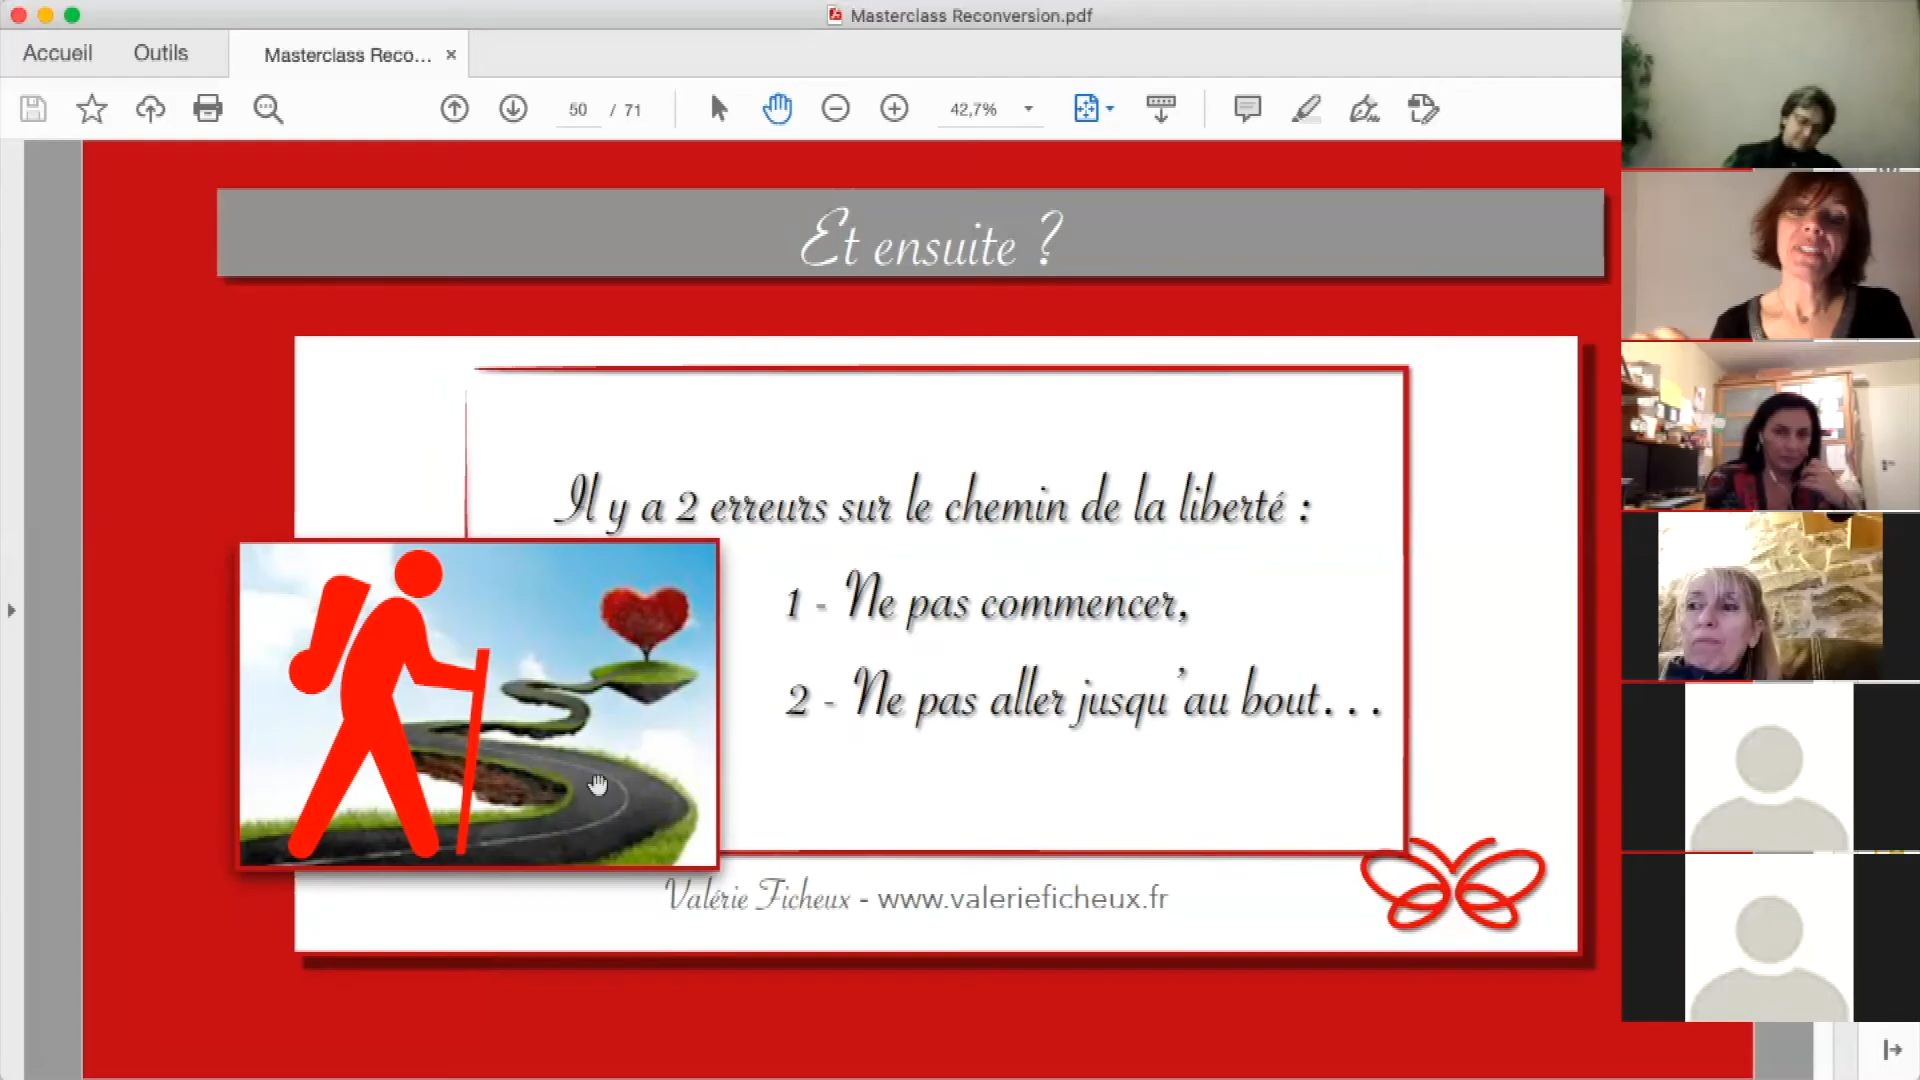 Masterclass Reconversion.pdf
Accueil
Outils
Masterclass Reco...
50 / 71
42,7%
Et ensuite ?
Il y a 2 erreurs sur le chemin de la liberté :
1 - Ne pas commencer,
2 - Ne pas aller jusqu'au bout...
Valérie Ficheux - www.valerieficheux.fr